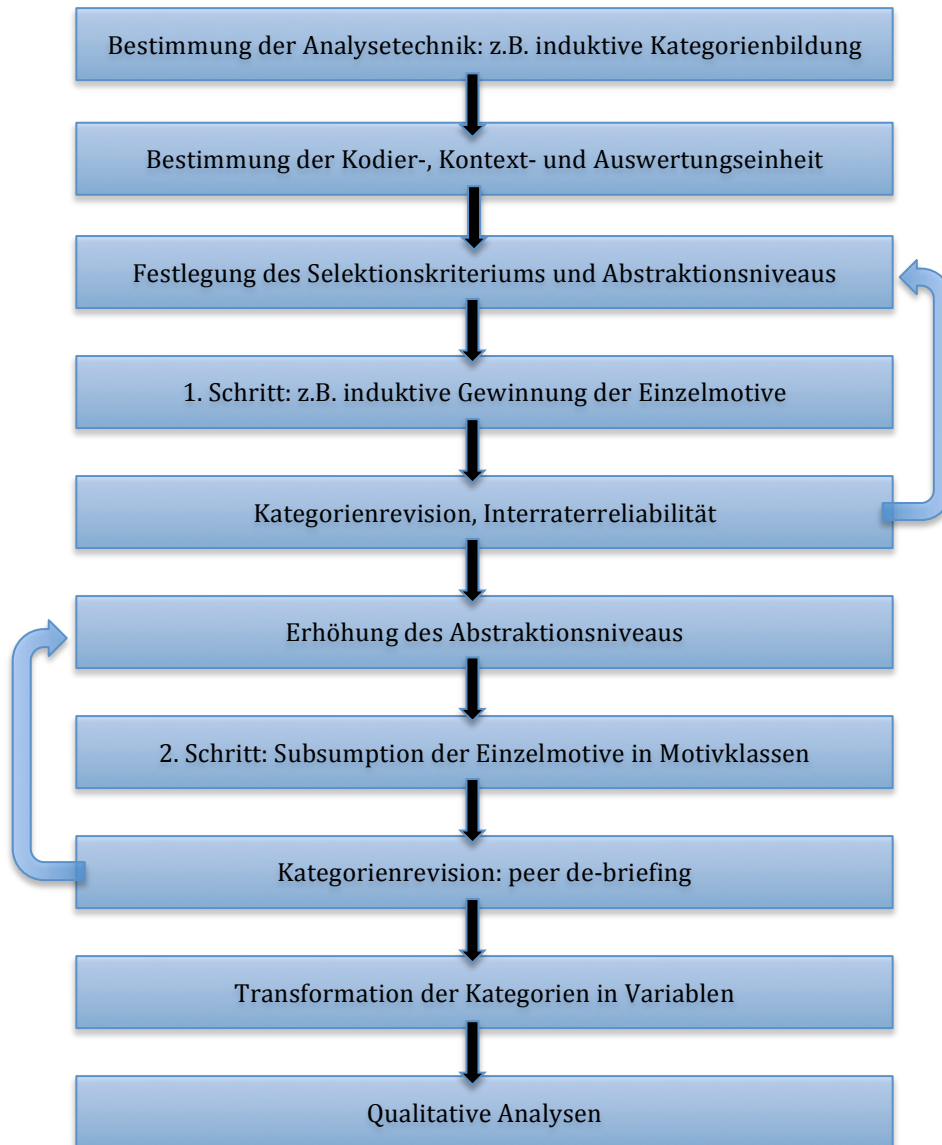 Bestimmung der Analysetechnik: z.B. induktive Kategorienbildung
Bestimmung der Kodier-, Kontext- und Auswertungseinheit
Festlegung des Selektionskriteriums und Abstraktionsniveaus
1. Schritt: z.B. induktive Gewinnung der Einzelmotive
Kategorienrevision, Interraterreliabilität
Erhöhung des Abstraktionsniveaus
2. Schritt: Subsumption der Einzelmotive in Motivklassen
Kategorienrevision: peer de-briefing
Transformation der Kategorien in Variablen
Qualitative Analysen